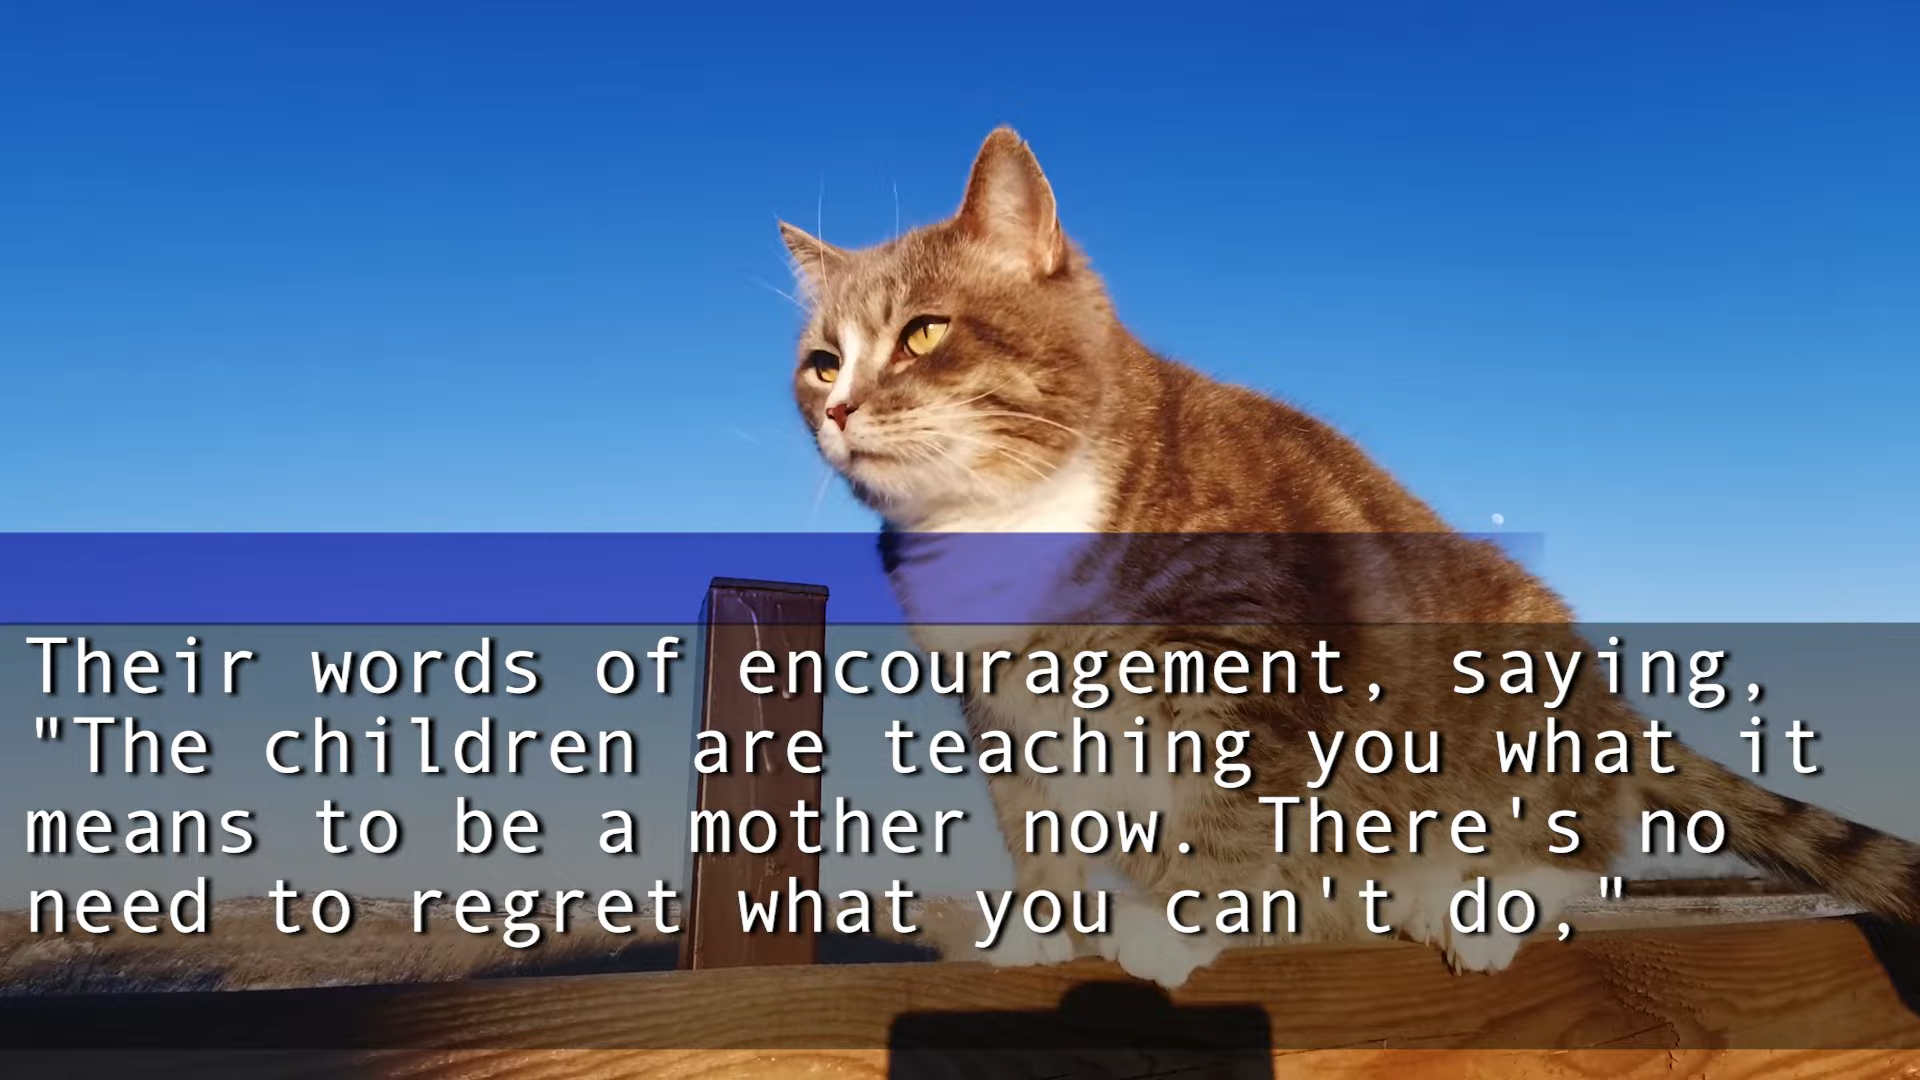 Their words of encouragement, saying,
"The children are teaching you what it
means to be a mother now. There's no
need to regret what you can't do,"